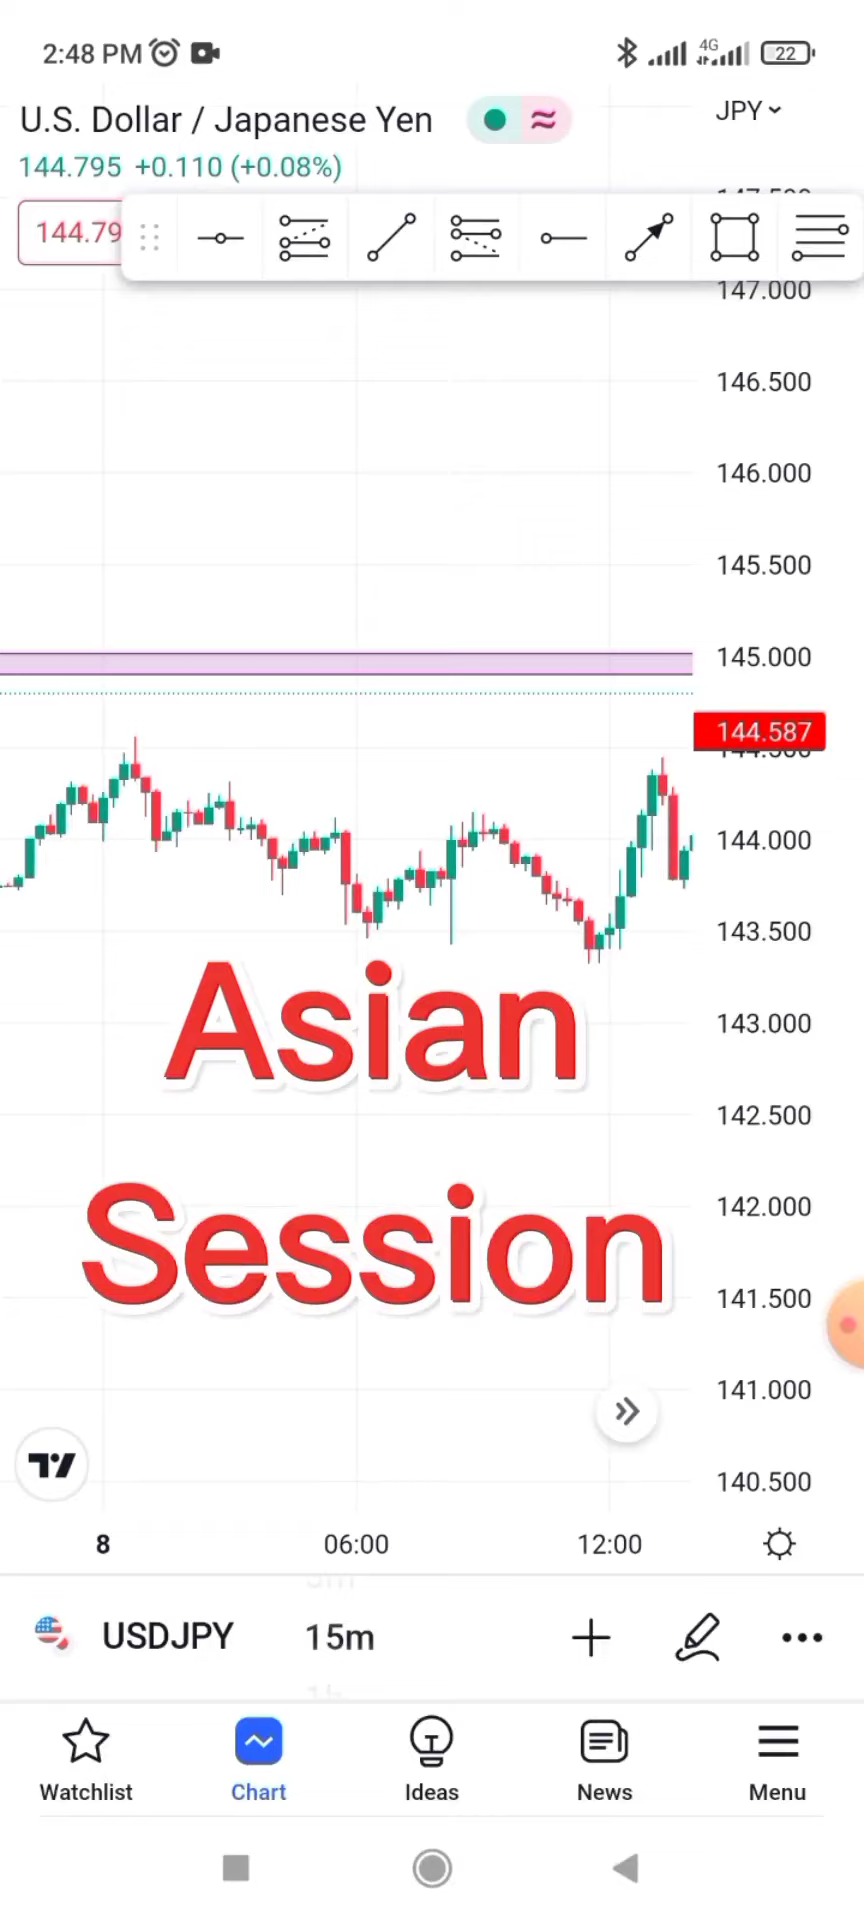 2:48 PM
4G
22
U.S. Dollar / Japanese Yen
JPY
144.795 +0.110 (+0.08%)
144.79
147.000
146.500
146.000
145.500
145.000
144.587
144.000
143.500
143.000
142.500
142.000
141.500
141.000
140.500
Asian
Session
8 06:00 12:00
USDJPY 15m
Watchlist Chart Ideas News Menu